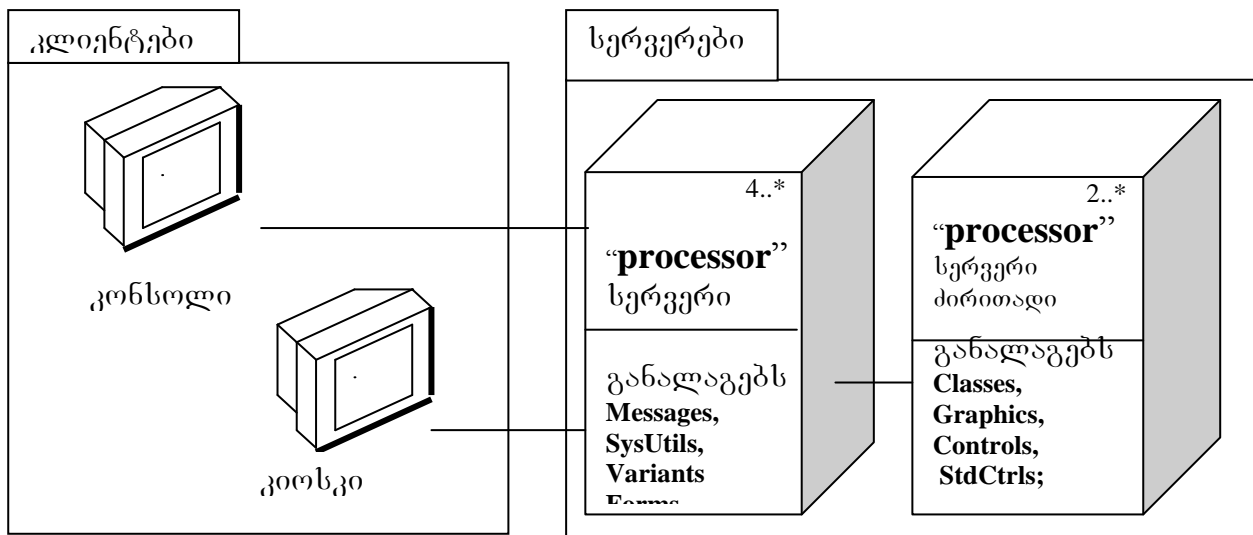 კლიენტები
კონსოლი
კიოსკი
სერვერები
4..*
“processor”
სერვერი
განალაგებს
Messages,
SysUtils,
Variants
Forms
2..*
“processor”
სერვერი
ძირითადი
განალაგებს
Classes,
Graphics,
Controls,
StdCtrls;